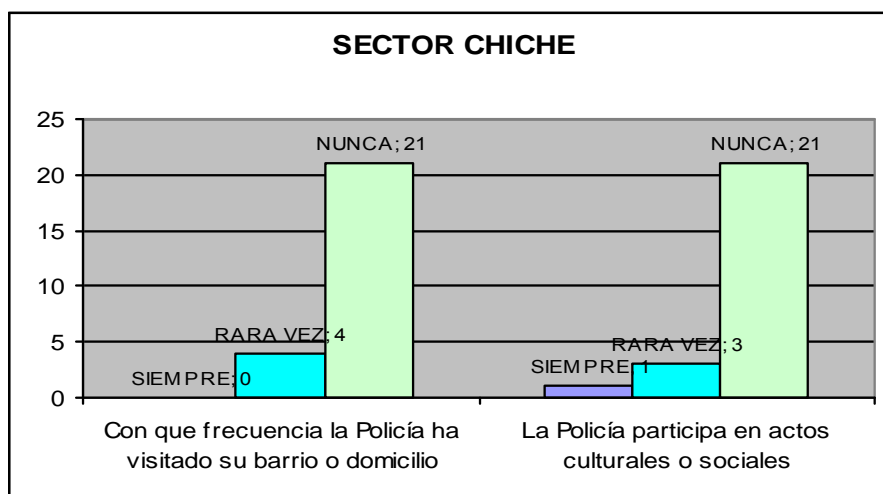 SECTOR CHICHE
25
20
15
10
5
0
NUNCA; 21
RARA VEZ; 4
SIEMPRE; 0
NUNCA; 21
RARA VEZ; 3
SIEMPRE; 1
Con que frecuencia la Policía ha
visitado su barrio o domicilio
La Policía participa en actos
culturales o sociales